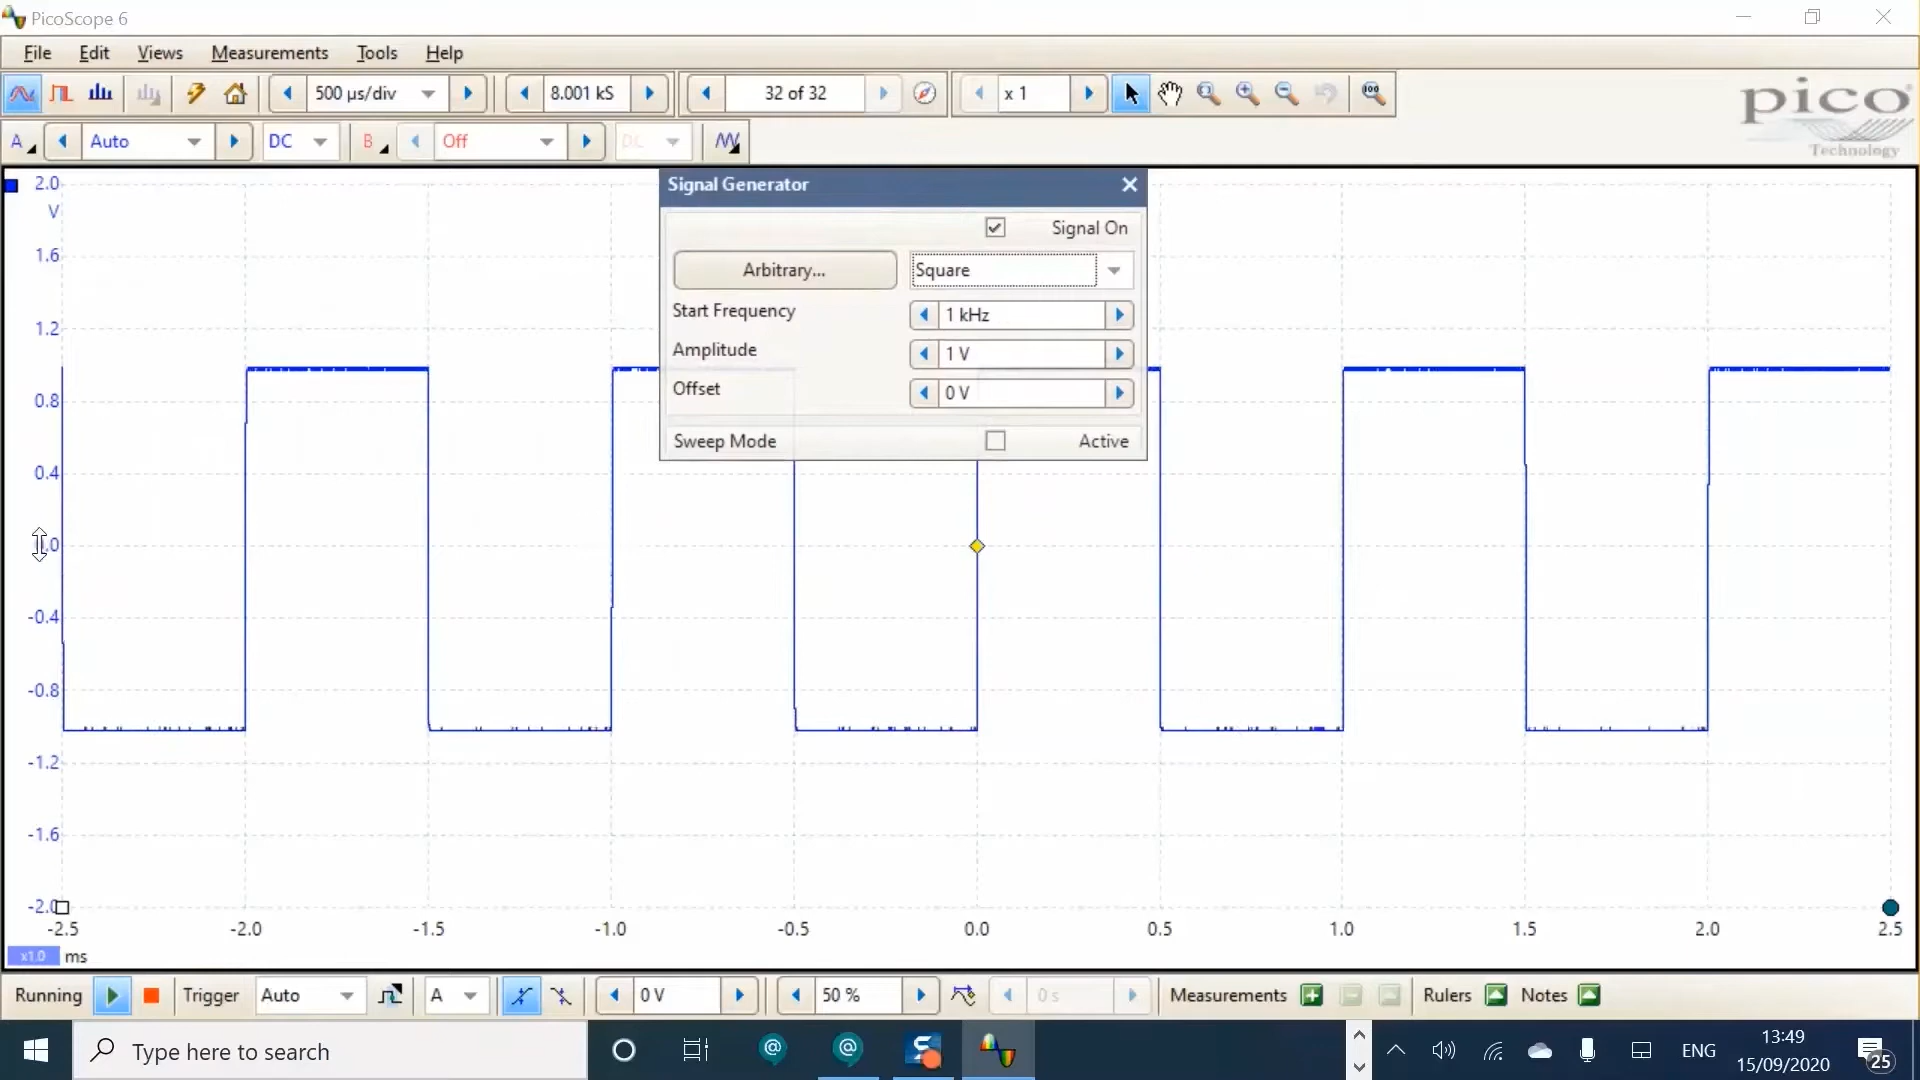 PicoScope 6
File Edit Views Measurements Tools Help
500 µs/div 8.001 kS 32 of 32 x 1
A Auto DC B Off DC
pico
Technology
Signal Generator
Signal On
Arbitrary... Square
Start Frequency 1 kHz
Amplitude 1 V
Offset 0 V
Sweep Mode Active
2.0
V
1.6
1.2
0.8
0.4
0.0
-0.4
-0.8
-1.2
-1.6
-2.0
-2.5 -2.0 -1.5 -1.0 -0.5 0.0 0.5 1.0 1.5 2.0 2.5
x1.0 ms
Running Trigger Auto A 0 V 50 % 0 s Measurements Rulers Notes
Type here to search
ENG
13:49
15/09/2020
25